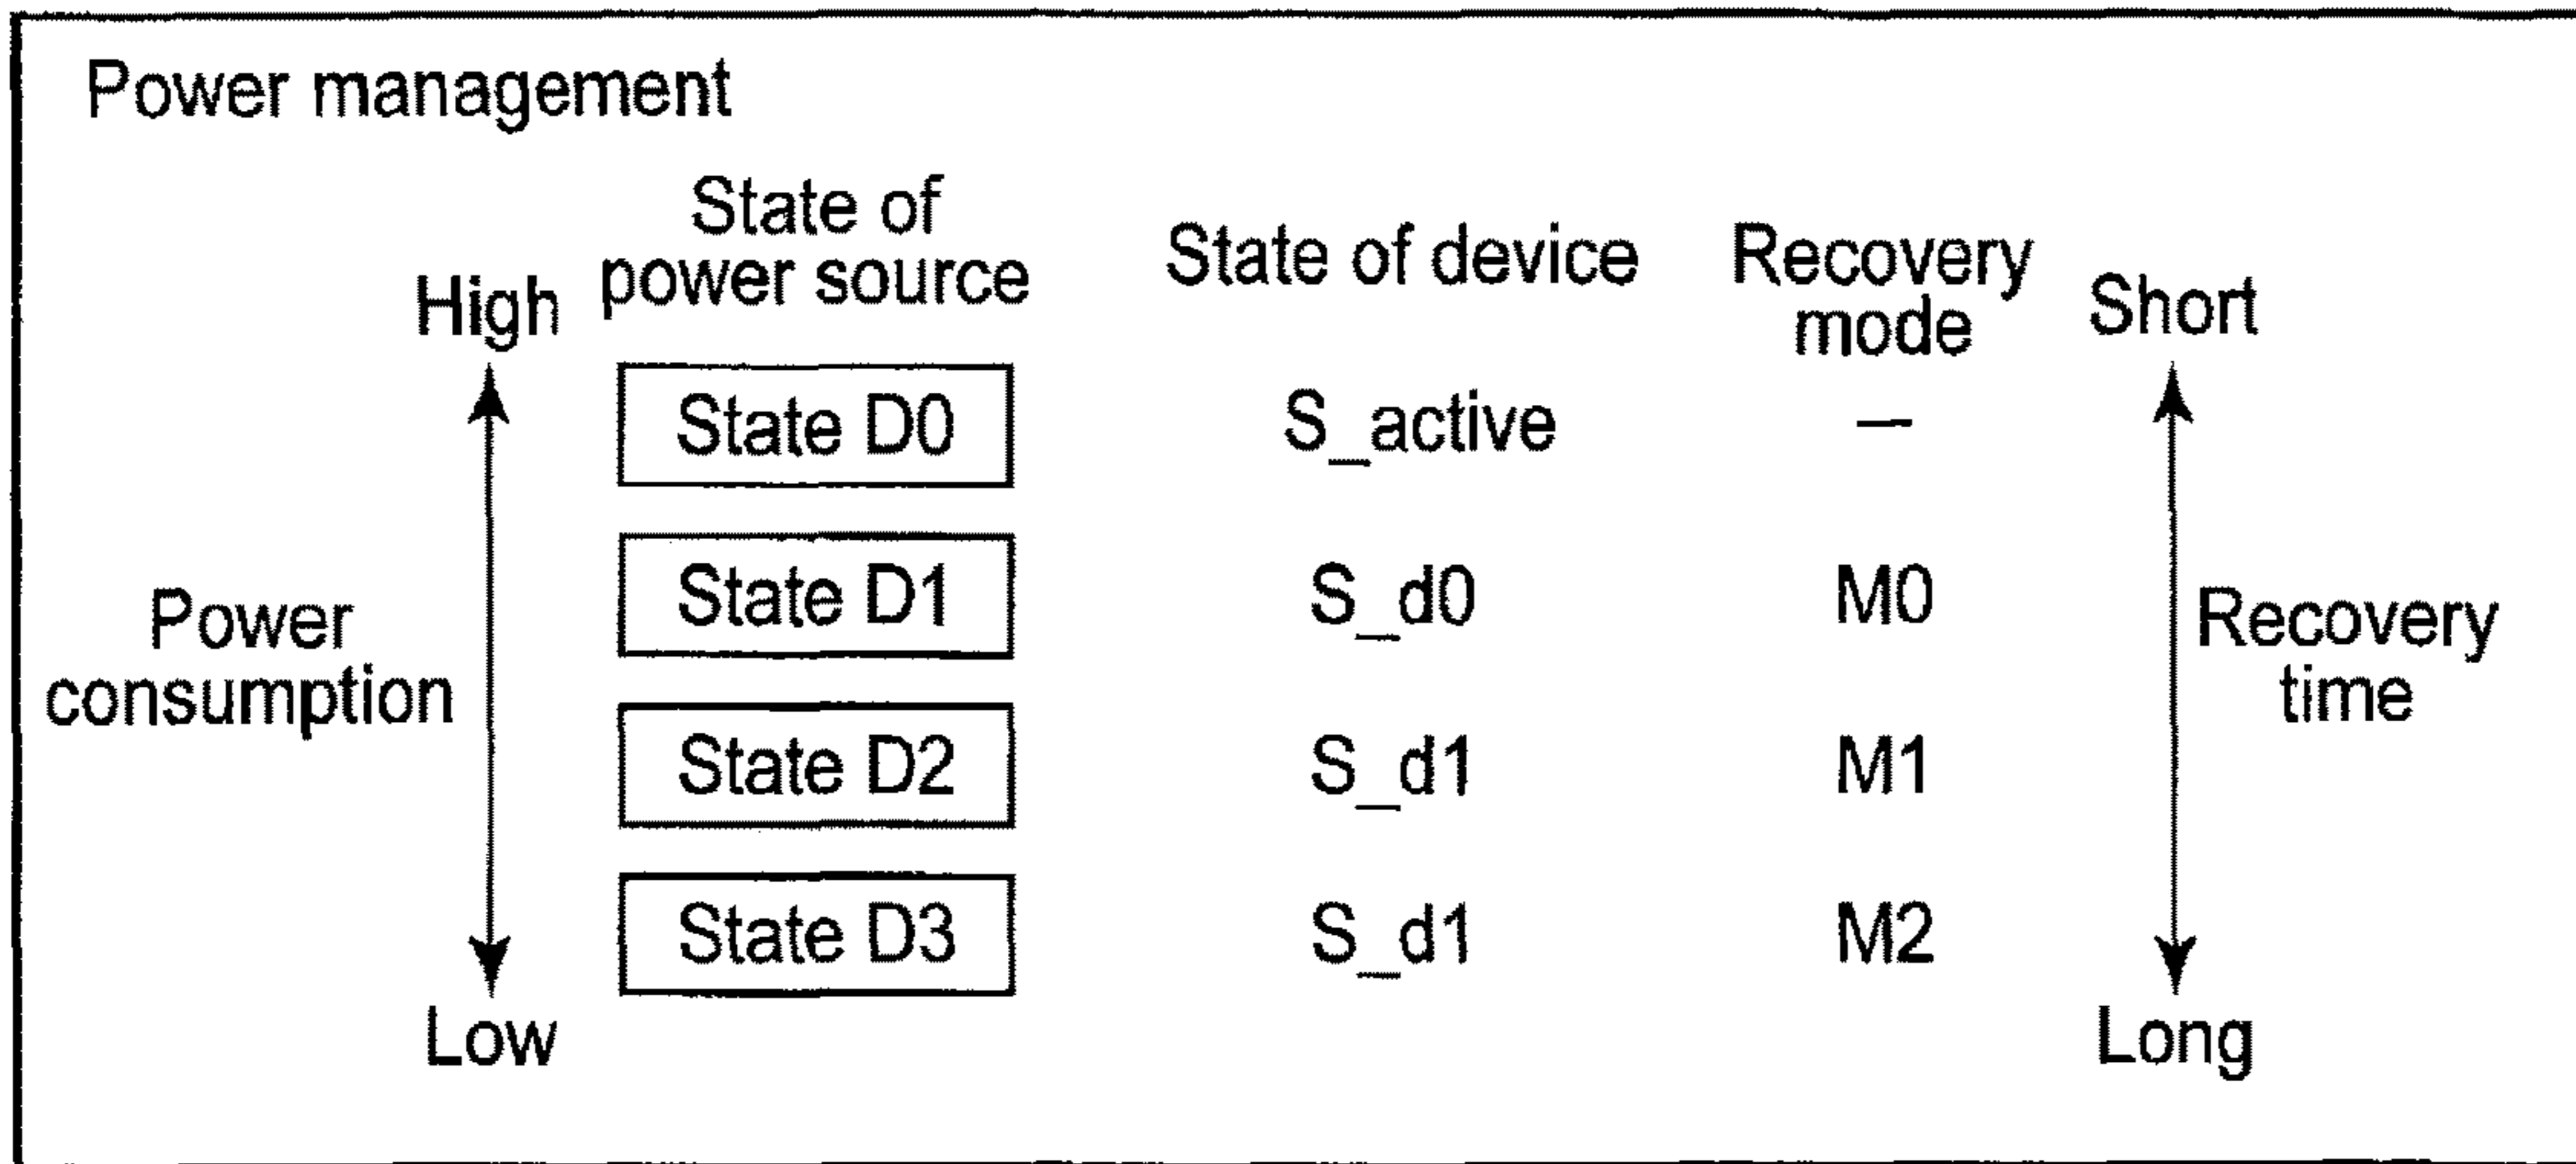 Power management
State of
power source
State of device
Recovery
mode
High
Short
State D0
S_active
–
State D1
S_d0
M0
Power
consumption
Recovery
time
State D2
S_d1
M1
State D3
S_d1
M2
Low
Long